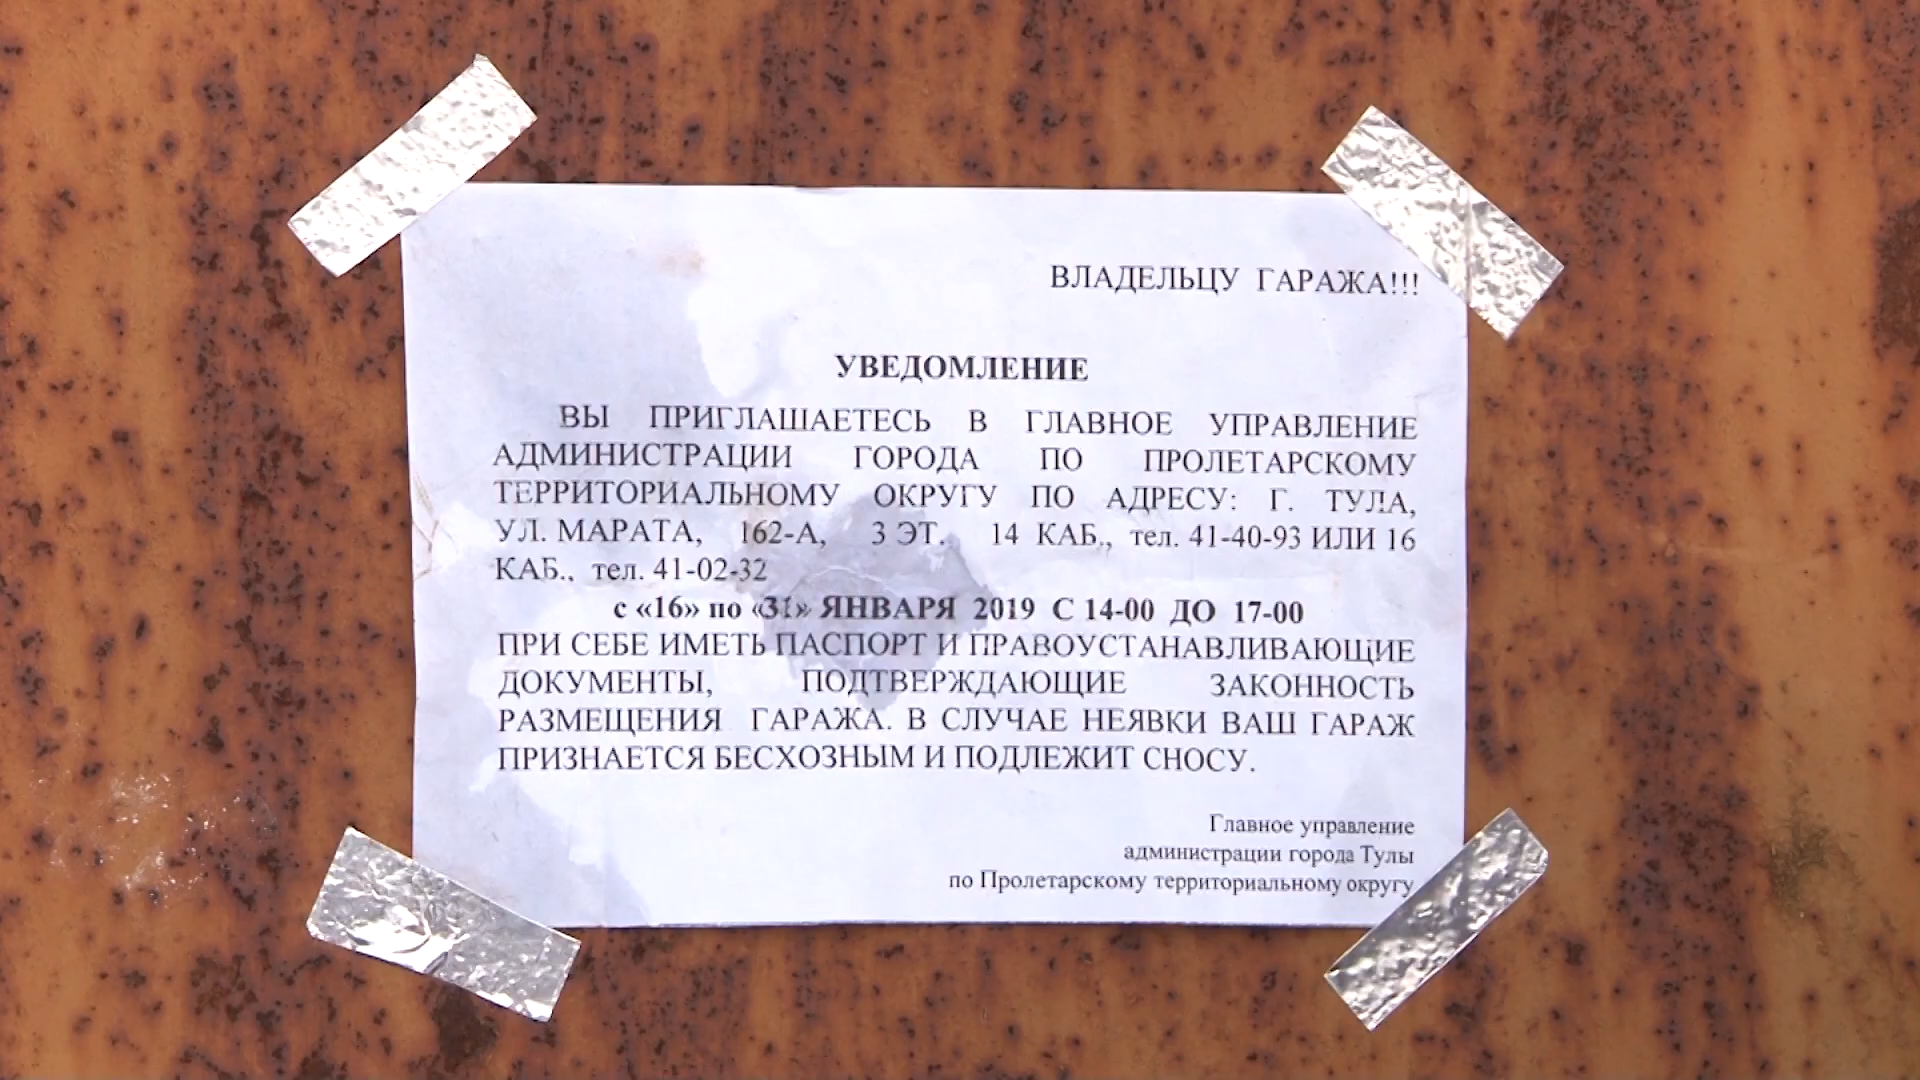 ВЛАДЕЛЬЦУ ГАРАЖА!!!
УВЕДОМЛЕНИЕ
ВЫ ПРИГЛАШАЕТЕСЬ В ГЛАВНОЕ УПРАВЛЕНИЕ
АДМИНИСТРАЦИИ ГОРОДА ПО ПРОЛЕТАРСКОМУ
ТЕРРИТОРИАЛЬНОМУ ОКРУГУ ПО АДРЕСУ: Г. ТУЛА,
УЛ. МАРАТА, 162-А, 3 ЭТ. 14 КАБ., тел. 41-40-93 ИЛИ 16
КАБ., тел. 41-02-32
с «16» по «31» ЯНВАРЯ 2019 С 14-00 ДО 17-00
ПРИ СЕБЕ ИМЕТЬ ПАСПОРТ И ПРАВОУСТАНАВЛИВАЮЩИЕ
ДОКУМЕНТЫ, ПОДТВЕРЖДАЮЩИЕ ЗАКОННОСТЬ
РАЗМЕЩЕНИЯ ГАРАЖА. В СЛУЧАЕ НЕЯВКИ ВАШ ГАРАЖ
ПРИЗНАЕТСЯ БЕСХОЗНЫМ И ПОДЛЕЖИТ СНОСУ.
Главное управление
администрации города Тулы
по Пролетарскому территориальному округу